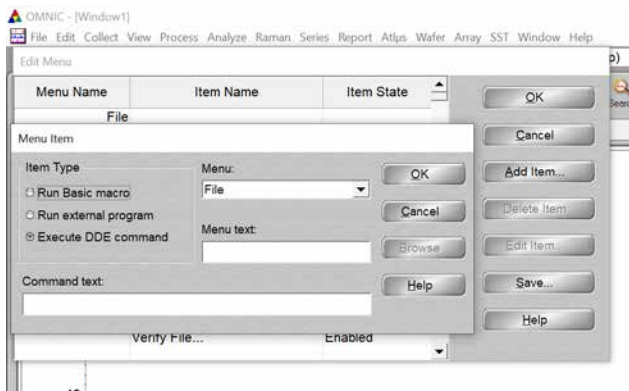 OMNIC - [Window1]
File Edit Collect View Process Analyze Raman Series Report Atlµs Wafer Array SST Window Help
Edit Menu
Menu Name Item Name Item State
File
OK
Cancel
Add Item...
Delete Item
Edit Item...
Save...
Help
Menu Item
Item Type
Run Basic macro
Run external program
Execute DDE command
Menu:
File
Menu text:
Command text:
OK
Cancel
Browse
Help
Verify File... Enabled